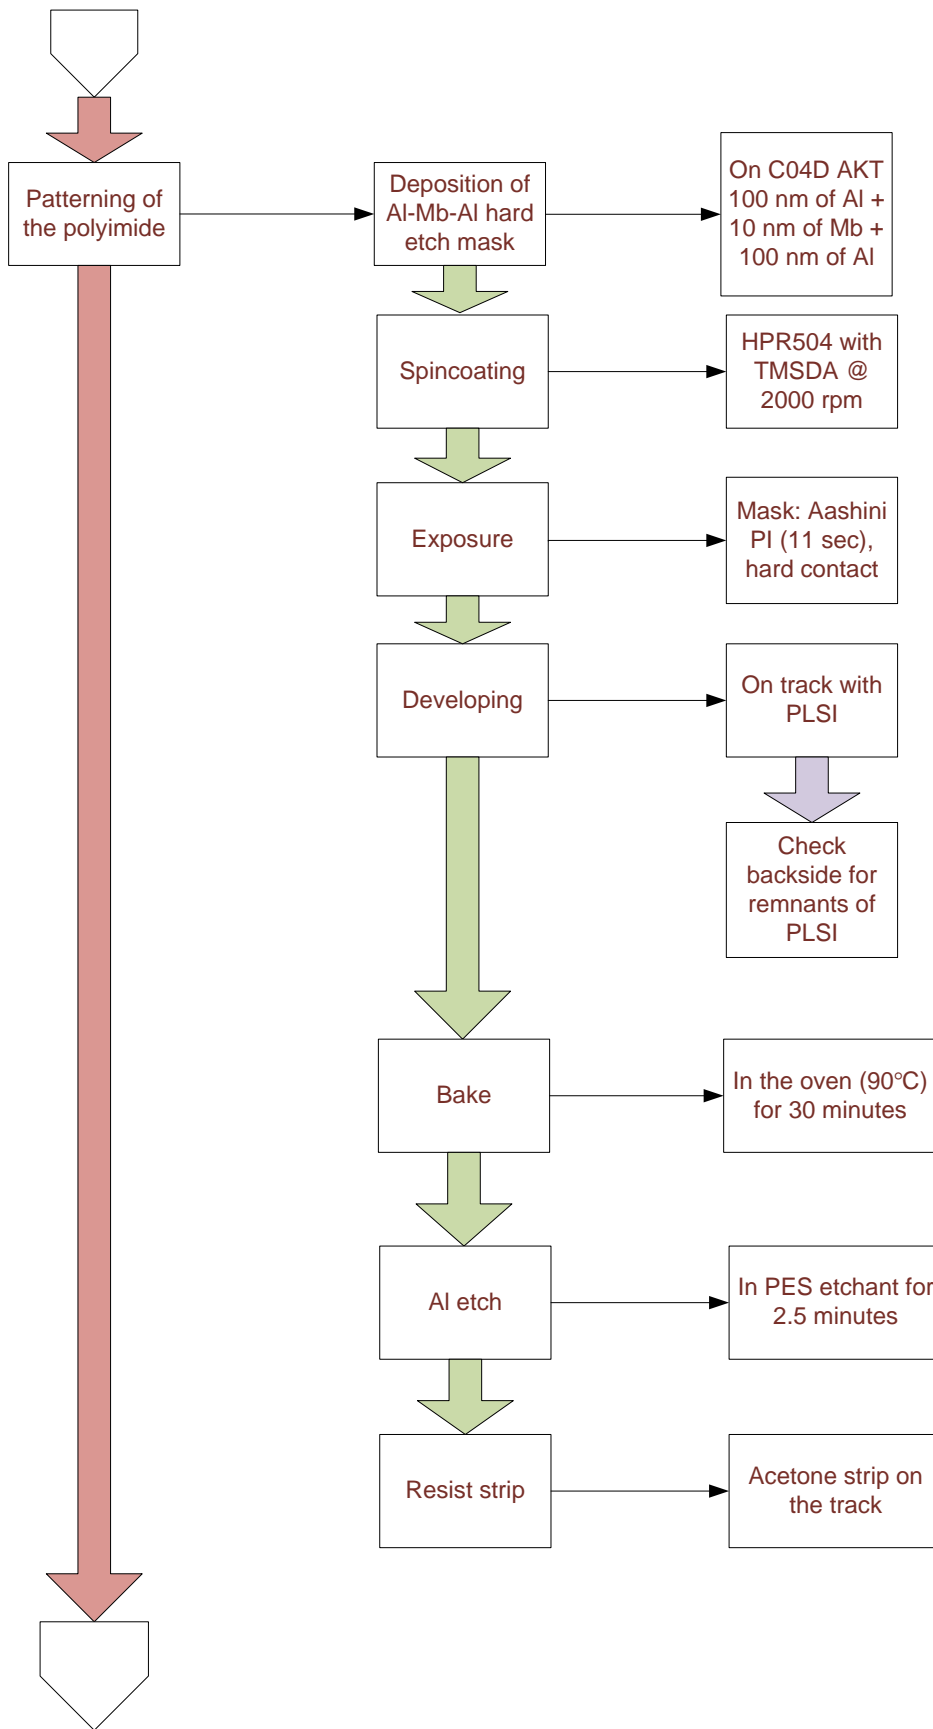 Patterning of
the polyimide
Deposition of
Al-Mb-Al hard
etch mask
On C04D AKT
100 nm of Al +
10 nm of Mb +
100 nm of Al
Spincoating
HPR504 with
TMSDA @
2000 rpm
Exposure
Mask: Aashini
PI (11 sec),
hard contact
Developing
On track with
PLSI
Check
backside for
remnants of
PLSI
Bake
In the oven (90°C)
for 30 minutes
Al etch
In PES etchant for
2.5 minutes
Resist strip
Acetone strip on
the track